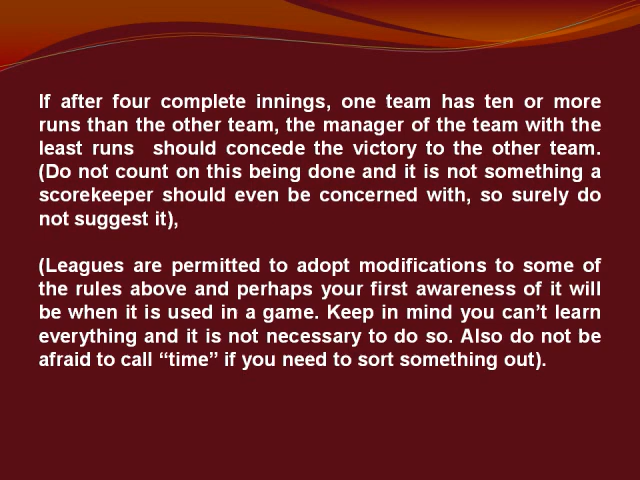 If after four complete innings, one team has ten or more
runs than the other team, the manager of the team with the
least runs  should concede the victory to the other team.
(Do not count on this being done and it is not something a
scorekeeper should even be concerned with, so surely do
not suggest it),
(Leagues are permitted to adopt modifications to some of
the rules above and perhaps your first awareness of it will
be when it is used in a game. Keep in mind you can’t learn
everything and it is not necessary to do so. Also do not be
afraid to call “time” if you need to sort something out).